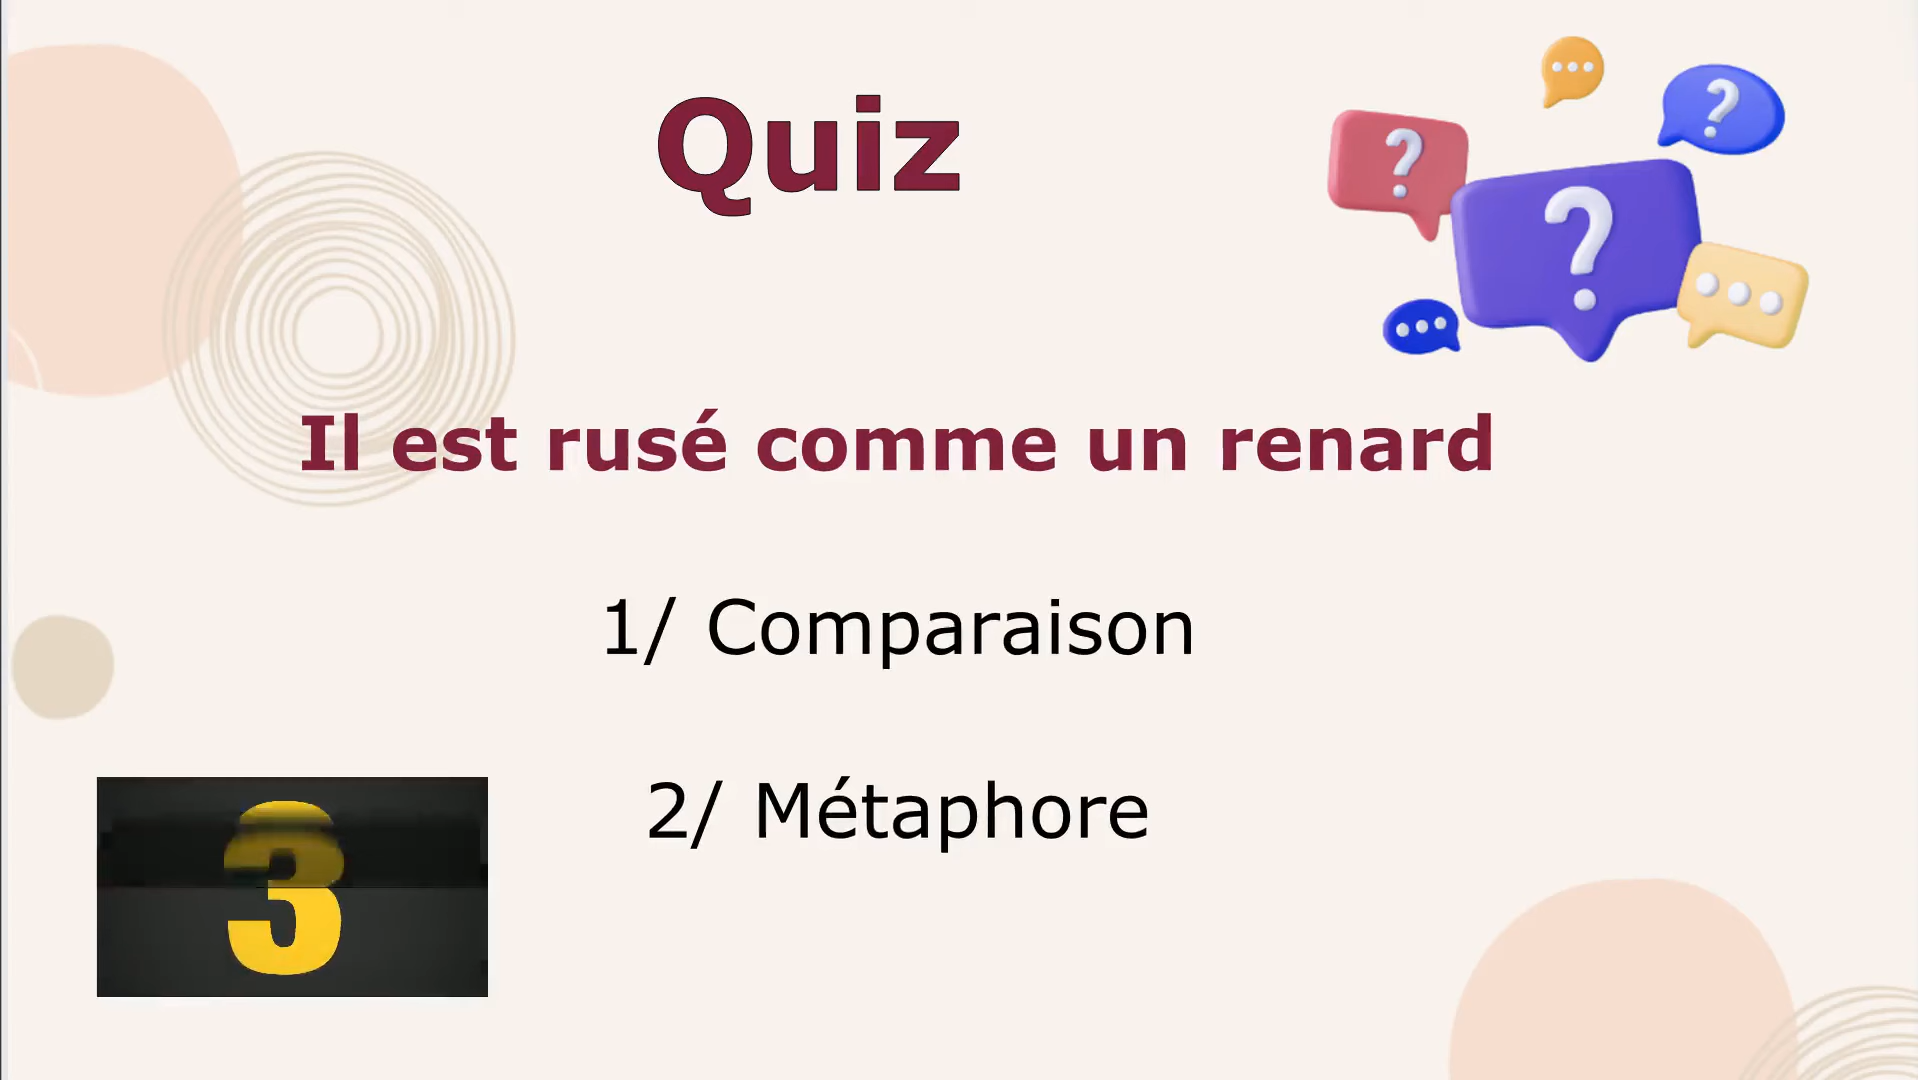 Quiz
Il est rusé comme un renard
1/ Comparaison
2/ Métaphore
3